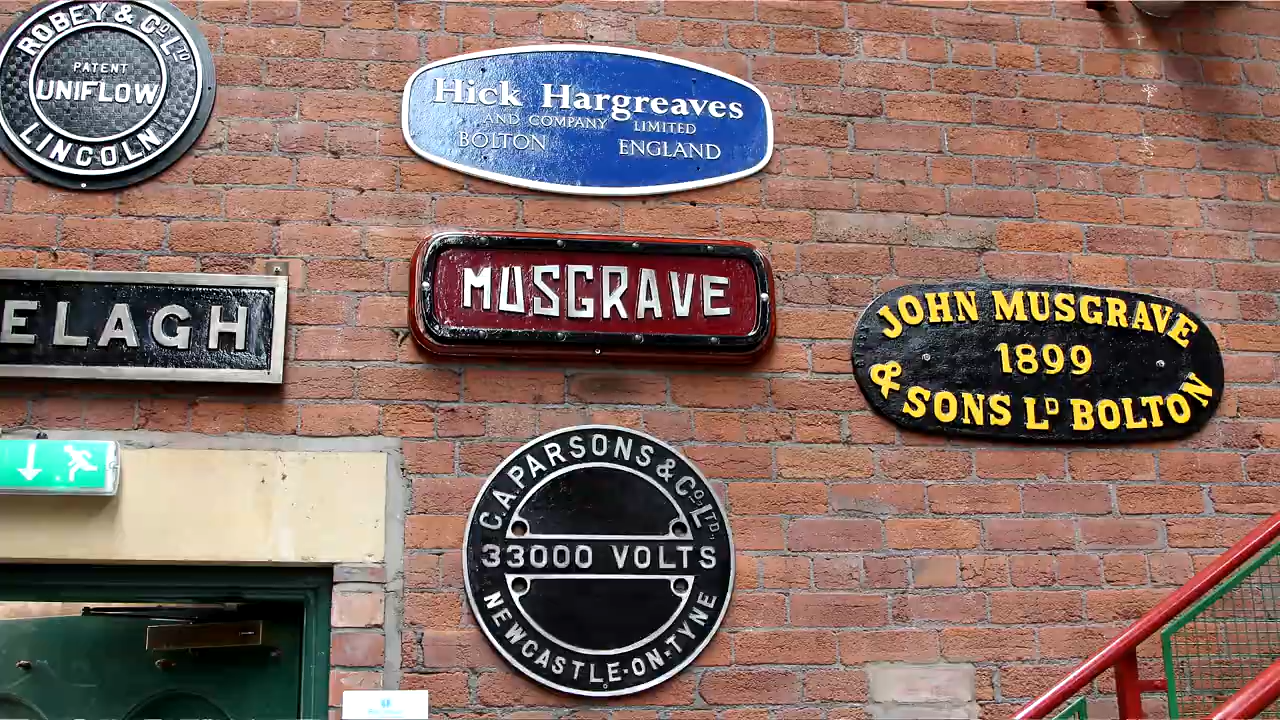 ROBEY & Co LTD
PATENT
UNIFLOW
LINCOLN
Hick Hargreaves
AND COMPANY LIMITED
BOLTON ENGLAND
MUSGRAVE
ELAGH
JOHN MUSGRAVE
1899
& SONS LD BOLTON
C.A. PARSONS & Co LTD.
33000 VOLTS
NEWCASTLE-ON-TYNE